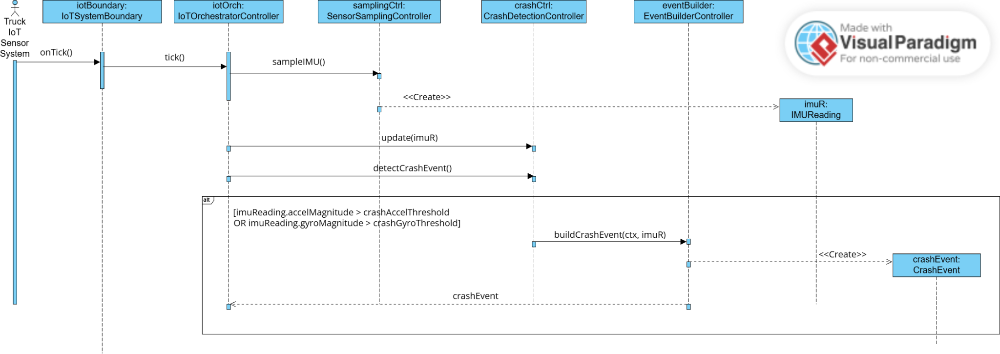 Truck
IoT
Sensor
System
iotBoundary:
IoTSystemBoundary
iotOrch:
IoTOrchestratorController
samplingCtrl:
SensorSamplingController
crashCtrl:
CrashDetectionController
eventBuilder:
EventBuilderController
Made with
Visual Paradigm
For non-commercial use
onTick()
tick()
sampleIMU()
<<Create>>
imuR:
IMUReading
update(imuR)
detectCrashEvent()
alt
[imuReading.accelMagnitude > crashAccelThreshold
OR imuReading.gyroMagnitude > crashGyroThreshold]
buildCrashEvent(ctx, imuR)
<<Create>>
crashEvent:
CrashEvent
crashEvent